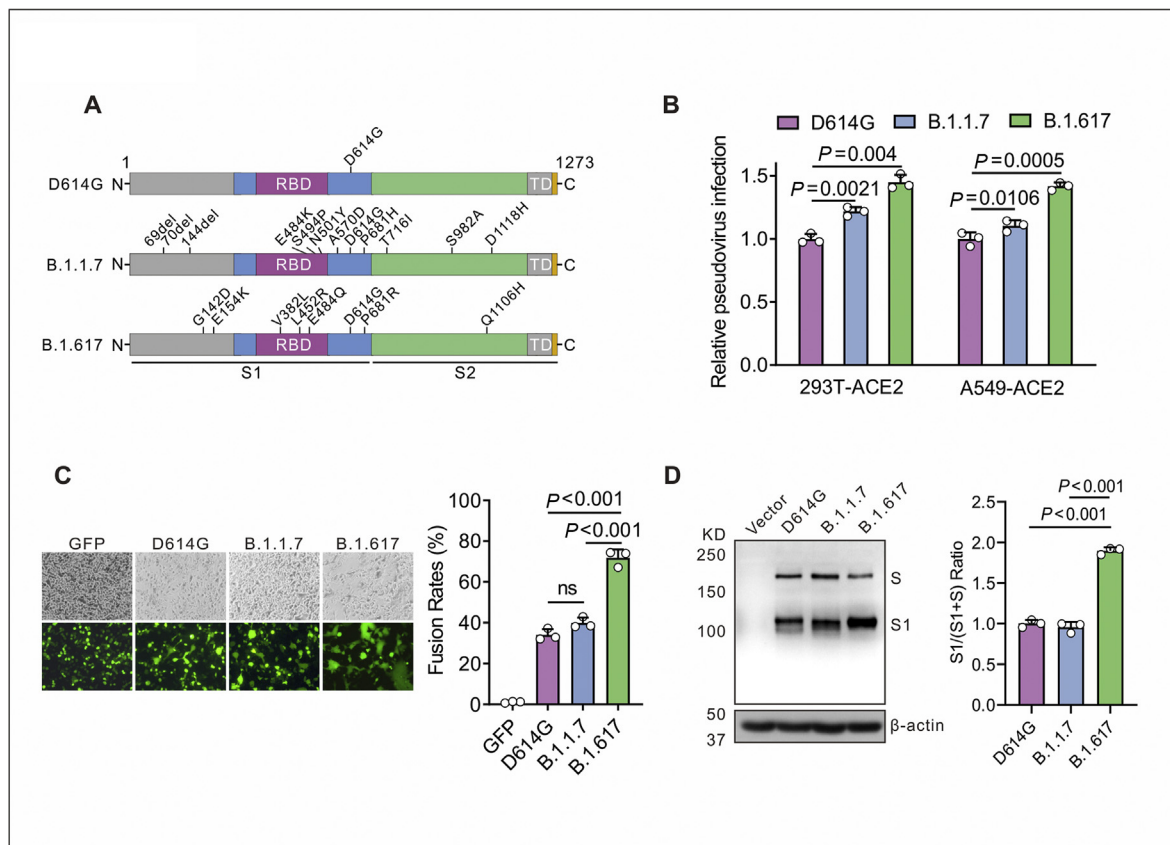 A
1
1273
D614G
D614G N
RBD
TD
C
69del
70del
144del
E484K
S494P
N501Y
A570D
D614G
P681H
T716I
S982A
D1118H
B.1.1.7 N
RBD
TD
C
G142D
E154K
V382L
L452R
E484Q
D614G
P681R
Q1106H
B.1.617 N
RBD
TD
C
S1
S2
B
D614G
B.1.1.7
B.1.617
Relative pseudovirus infection
P=0.004
P=0.0021
P=0.0005
P=0.0106
1.5
1.0
0.5
0.0
293T-ACE2
A549-ACE2
C
GFP
D614G
B.1.1.7
B.1.617
Fusion Rates (%)
100
80
60
40
20
0
P<0.001
P<0.001
ns
GFP
D614G
B.1.1.7
B.1.617
D
Vector
D614G
B.1.1.7
B.1.617
KD
250
150
100
50
37
S
S1
β-actin
S1/(S1+S) Ratio
2.5
2.0
1.5
1.0
0.5
0.0
P<0.001
P<0.001
D614G
B.1.1.7
B.1.617